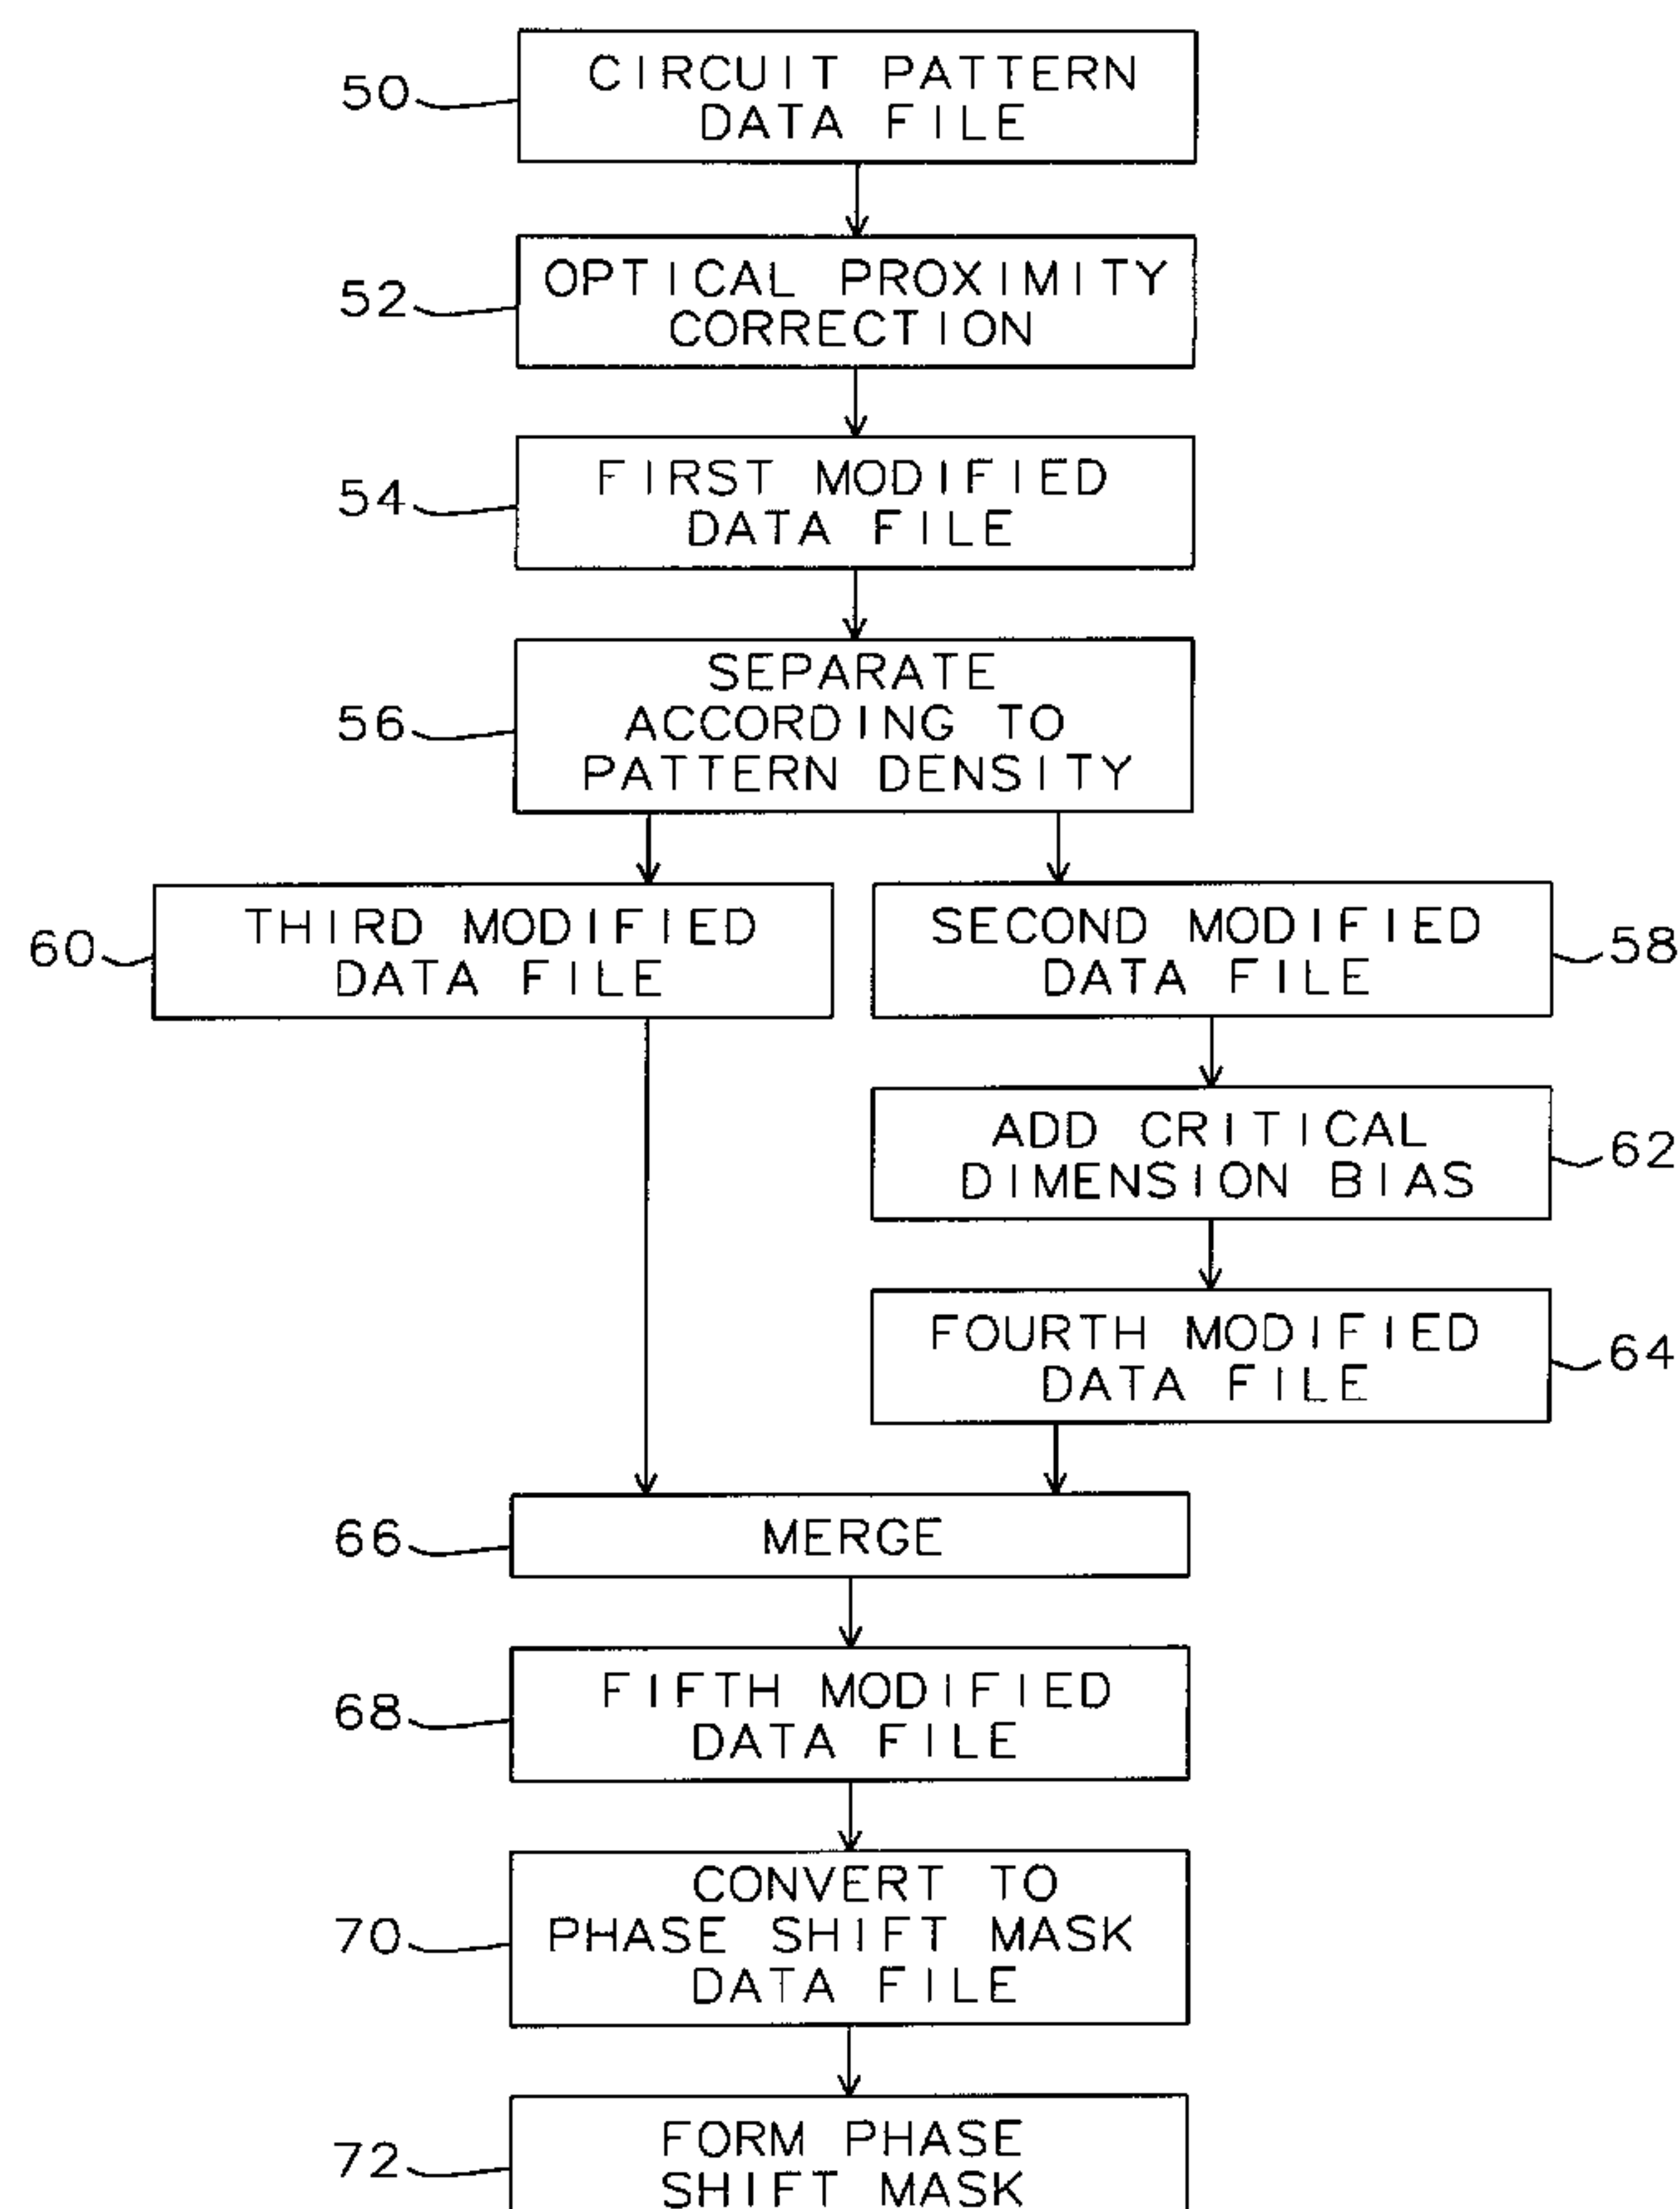 50
CIRCUIT PATTERN
DATA FILE
52
OPTICAL PROXIMITY
CORRECTION
54
FIRST MODIFIED
DATA FILE
56
SEPARATE
ACCORDING TO
PATTERN DENSITY
60
THIRD MODIFIED
DATA FILE
SECOND MODIFIED
DATA FILE
58
ADD CRITICAL
DIMENSION BIAS
62
FOURTH MODIFIED
DATA FILE
64
66
MERGE
68
FIFTH MODIFIED
DATA FILE
70
CONVERT TO
PHASE SHIFT MASK
DATA FILE
72
FORM PHASE
SHIFT MASK